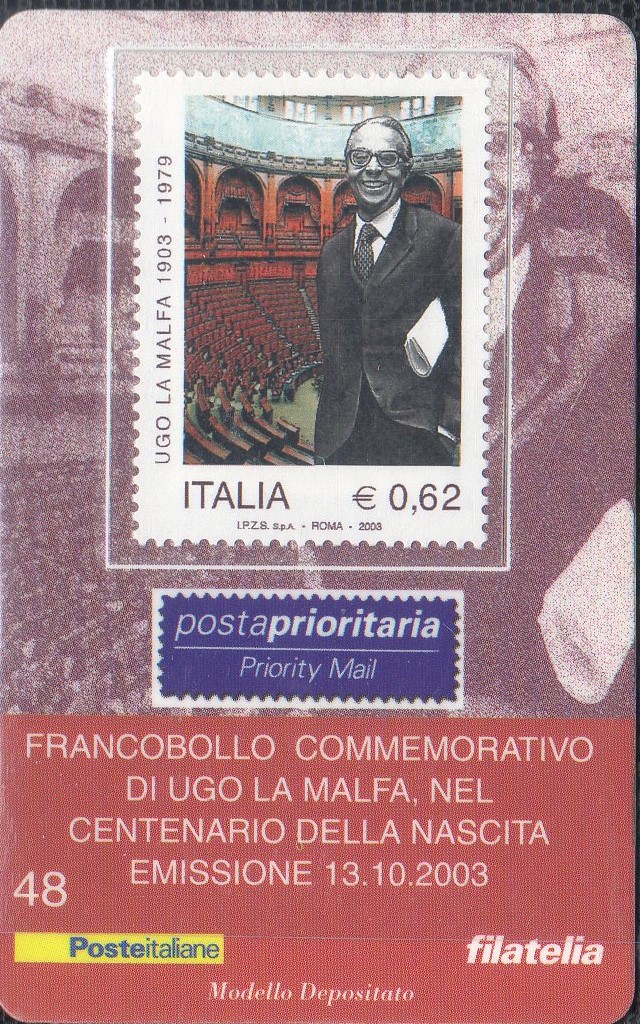 UGO LA MALFA 1903 - 1979
ITALIA € 0,62
I.P.Z.S. S.p.A. - ROMA - 2003
postaprioritaria
Priority Mail
FRANCOBOLLO COMMEMORATIVO
DI UGO LA MALFA, NEL
CENTENARIO DELLA NASCITA
EMISSIONE 13.10.2003
48
Posteitaliane
filatelia
Modello Depositato